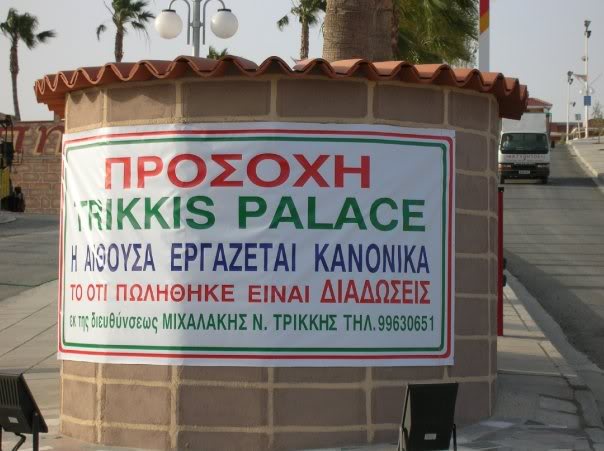 ΠΡΟΣΟΧΗ
TRIKKIS PALACE
Η ΑΙΘΟΥΣΑ ΕΡΓΑΖΕΤΑΙ ΚΑΝΟΝΙΚΑ
ΤΟ ΟΤΙ ΠΩΛΗΘΗΚΕ ΕΙΝΑΙ ΔΙΑΔΩΣΕΙΣ
εκ της διευθύνσεως ΜΙΧΑΛΑΚΗΣ Ν. ΤΡΙΚΚΗΣ ΤΗΛ. 99630651